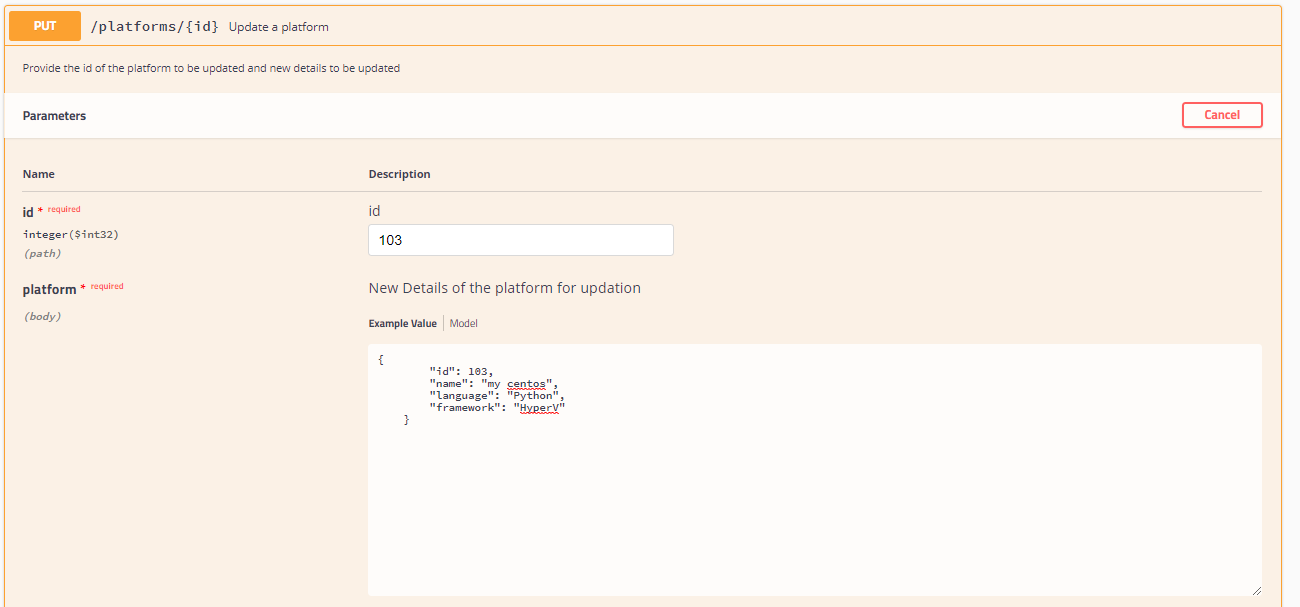 PUT /platforms/{id} Update a platform
Provide the id of the platform to be updated and new details to be updated
Parameters Cancel
Name Description
id * required id
integer($int32) 103
(path)
platform * required New Details of the platform for updation
(body)
Example Value Model
{
"id": 103,
"name": "my centos",
"language": "Python",
"framework": "HyperV"
}